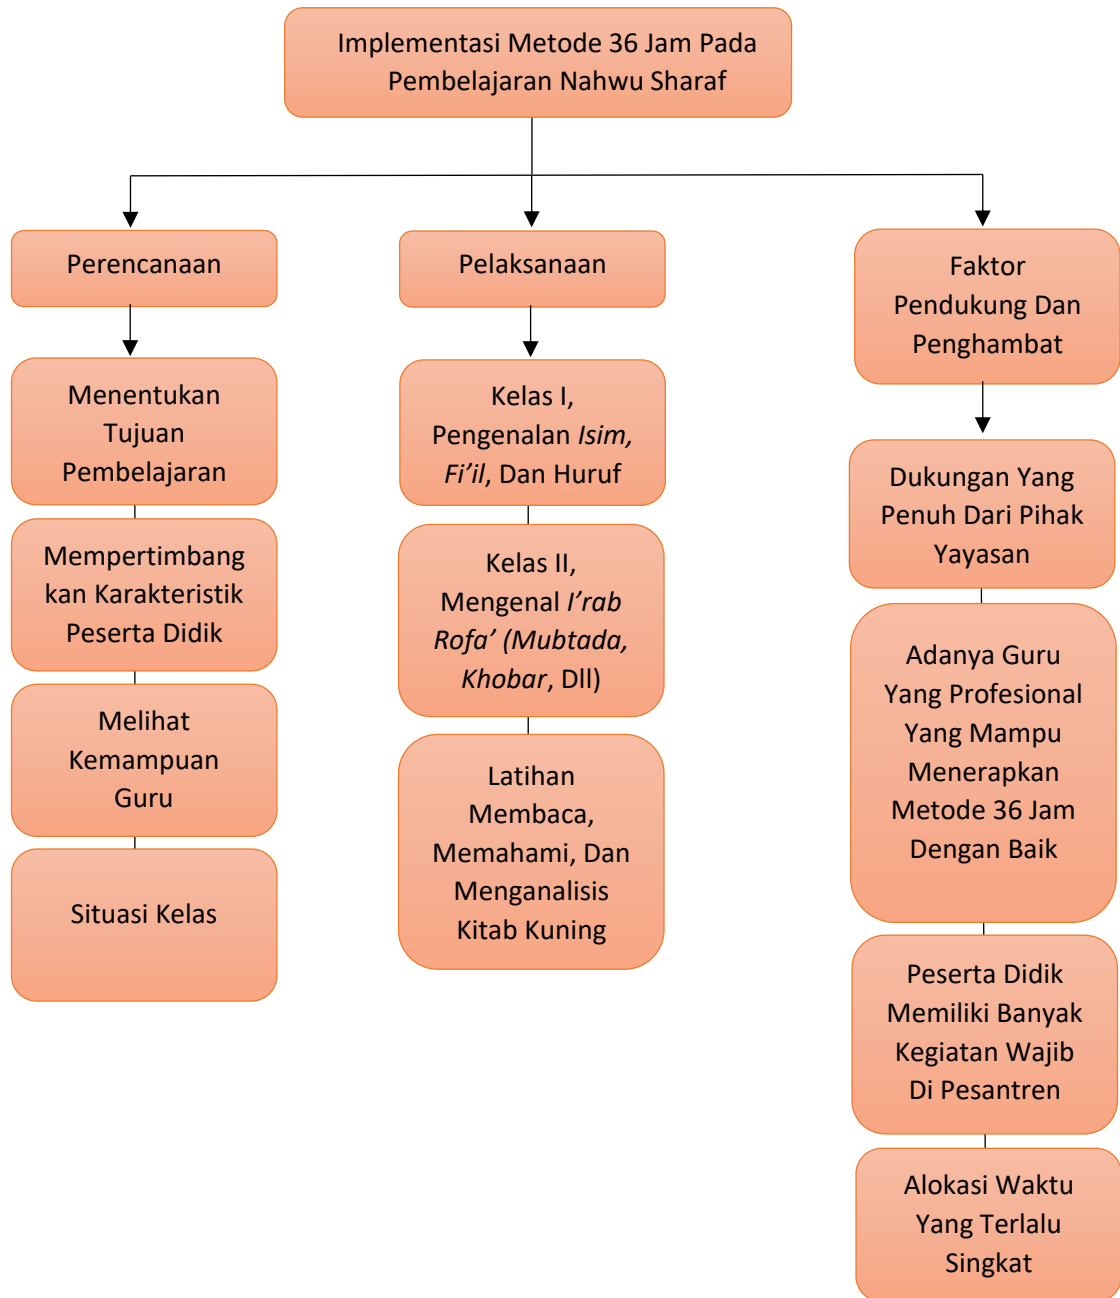 Implementasi Metode 36 Jam Pada
Pembelajaran Nahwu Sharaf
Perencanaan
Menentukan
Tujuan
Pembelajaran
Mempertimbang
kan Karakteristik
Peserta Didik
Melihat
Kemampuan
Guru
Situasi Kelas
Pelaksanaan
Kelas I,
Pengenalan Isim,
Fi’il, Dan Huruf
Kelas II,
Mengenal I’rab
Rofa’ (Mubtada,
Khobar, Dll)
Latihan
Membaca,
Memahami, Dan
Menganalisis
Kitab Kuning
Faktor
Pendukung Dan
Penghambat
Dukungan Yang
Penuh Dari Pihak
Yayasan
Adanya Guru
Yang Profesional
Yang Mampu
Menerapkan
Metode 36 Jam
Dengan Baik
Peserta Didik
Memiliki Banyak
Kegiatan Wajib
Di Pesantren
Alokasi Waktu
Yang Terlalu
Singkat